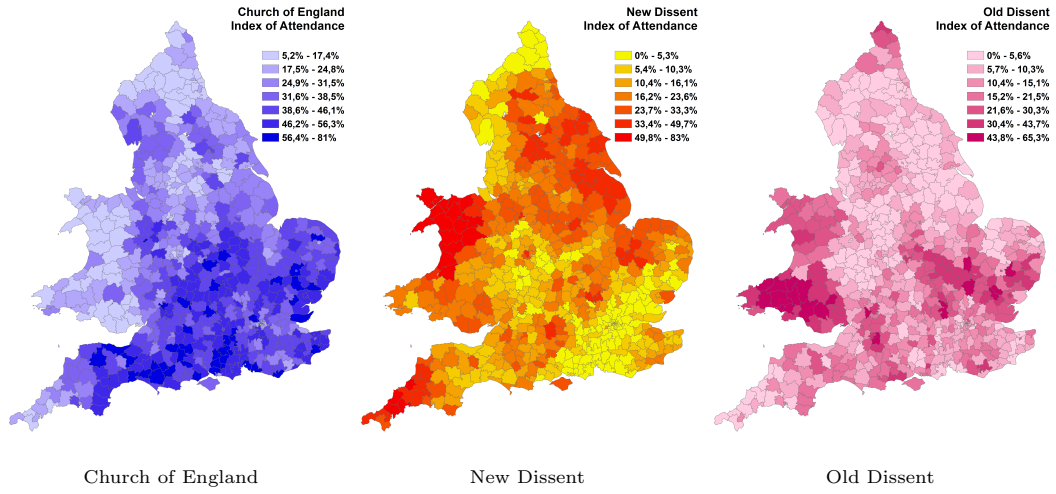 Church of England
Index of Attendance
5,2% - 17,4%
17,5% - 24,8%
24,9% - 31,5%
31,6% - 38,5%
38,6% - 46,1%
46,2% - 56,3%
56,4% - 81%
New Dissent
Index of Attendance
0% - 5,3%
5,4% - 10,3%
10,4% - 16,1%
16,2% - 23,6%
23,7% - 33,3%
33,4% - 49,7%
49,8% - 83%
Old Dissent
Index of Attendance
0% - 5,6%
5,7% - 10,3%
10,4% - 15,1%
15,2% - 21,5%
21,6% - 30,3%
30,4% - 43,7%
43,8% - 65,3%
Church of England
New Dissent
Old Dissent